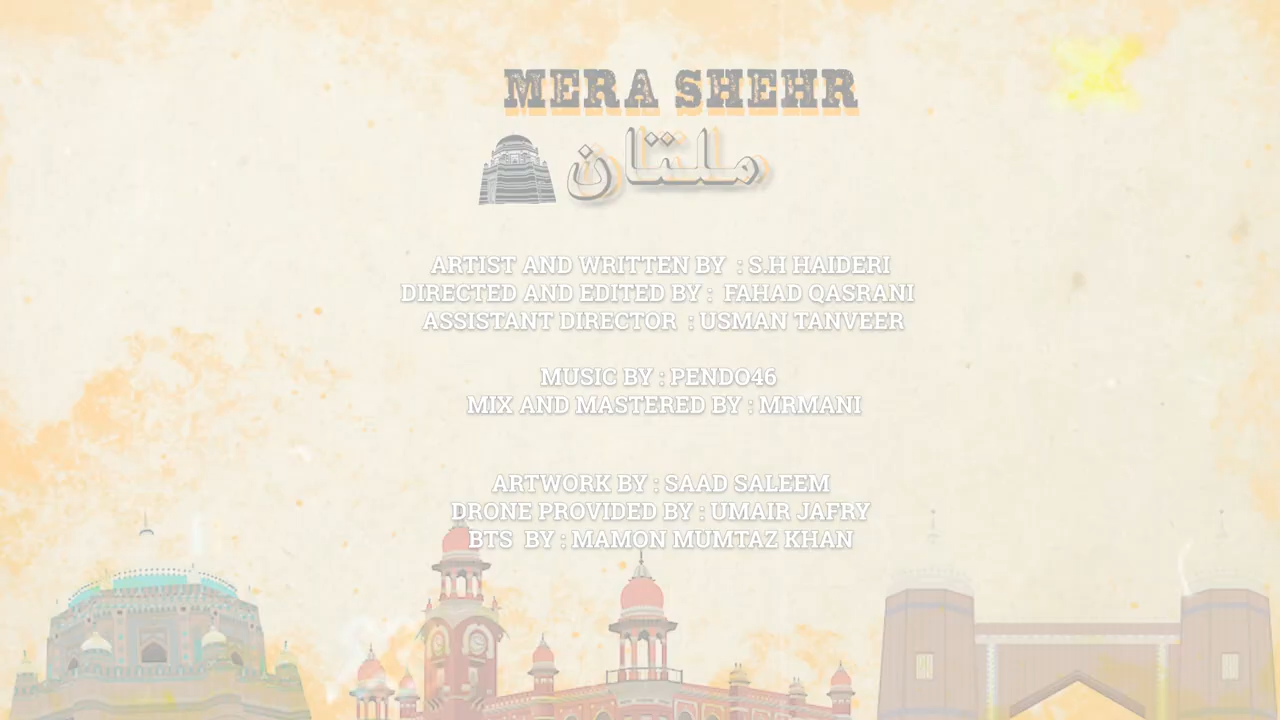 MERA SHEHR
ملتان
ARTIST AND WRITTEN BY : S.H HAIDERI
DIRECTED AND EDITED BY : FAHAD QASRANI
ASSISTANT DIRECTOR : USMAN TANVEER
MUSIC BY : PENDO46
MIX AND MASTERED BY : MRMANI
ARTWORK BY : SAAD SALEEM
DRONE PROVIDED BY : UMAIR JAFRY
BTS BY : MAMON MUMTAZ KHAN